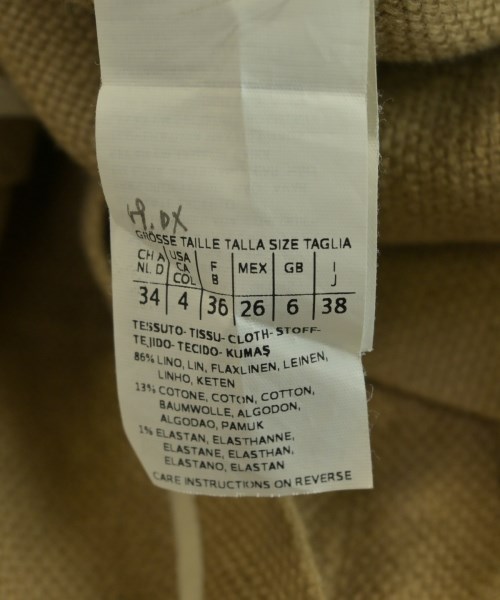 GRÖSSE TAILLE TALLA SIZE TAGLIA
CH A USA F MEX GB I
NL D CA B J
COL
34 4 36 26 6 38
TESSUTO-TISSU-CLOTH-STOFF-
TEJIDO-TECIDO-KUMAŞ
86% LINO, LIN, FLAXLINEN, LEINEN,
LINHO, KETEN
13% COTONE, COTON, COTTON,
BAUMWOLLE, ALGODON,
ALGODAO, PAMUK
1% ELASTAN, ELASTHANNE,
ELASTANE, ELASTHAN,
ELASTANO, ELASTAN
CARE INSTRUCTIONS ON REVERSE